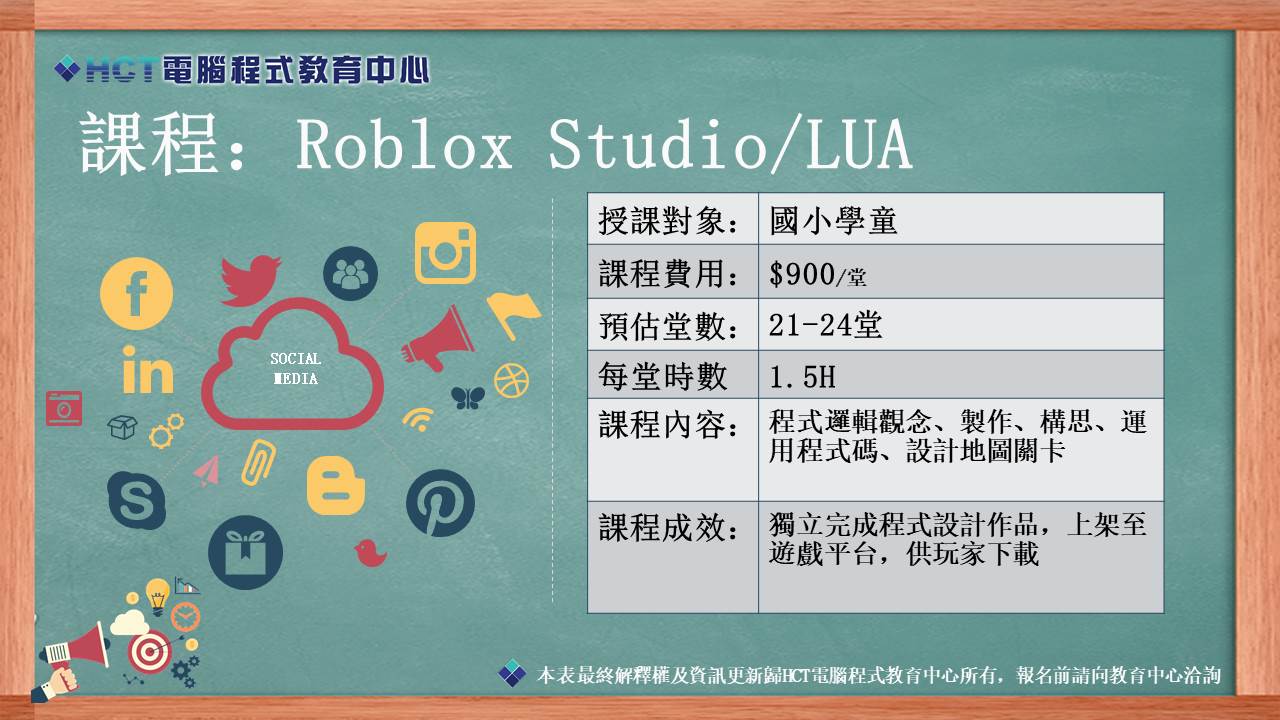 HCT電腦程式教育中心
課程：Roblox Studio/LUA
SOCIAL
MEDIA
授課對象： 國小學童
課程費用： $900/堂
預估堂數： 21-24堂
每堂時數 1.5H
課程內容： 程式邏輯觀念、製作、構思、運
用程式碼、設計地圖關卡
課程成效： 獨立完成程式設計作品，上架至
遊戲平台，供玩家下載
本表最終解釋權及資訊更新歸HCT電腦程式教育中心所有，報名前請向教育中心洽詢